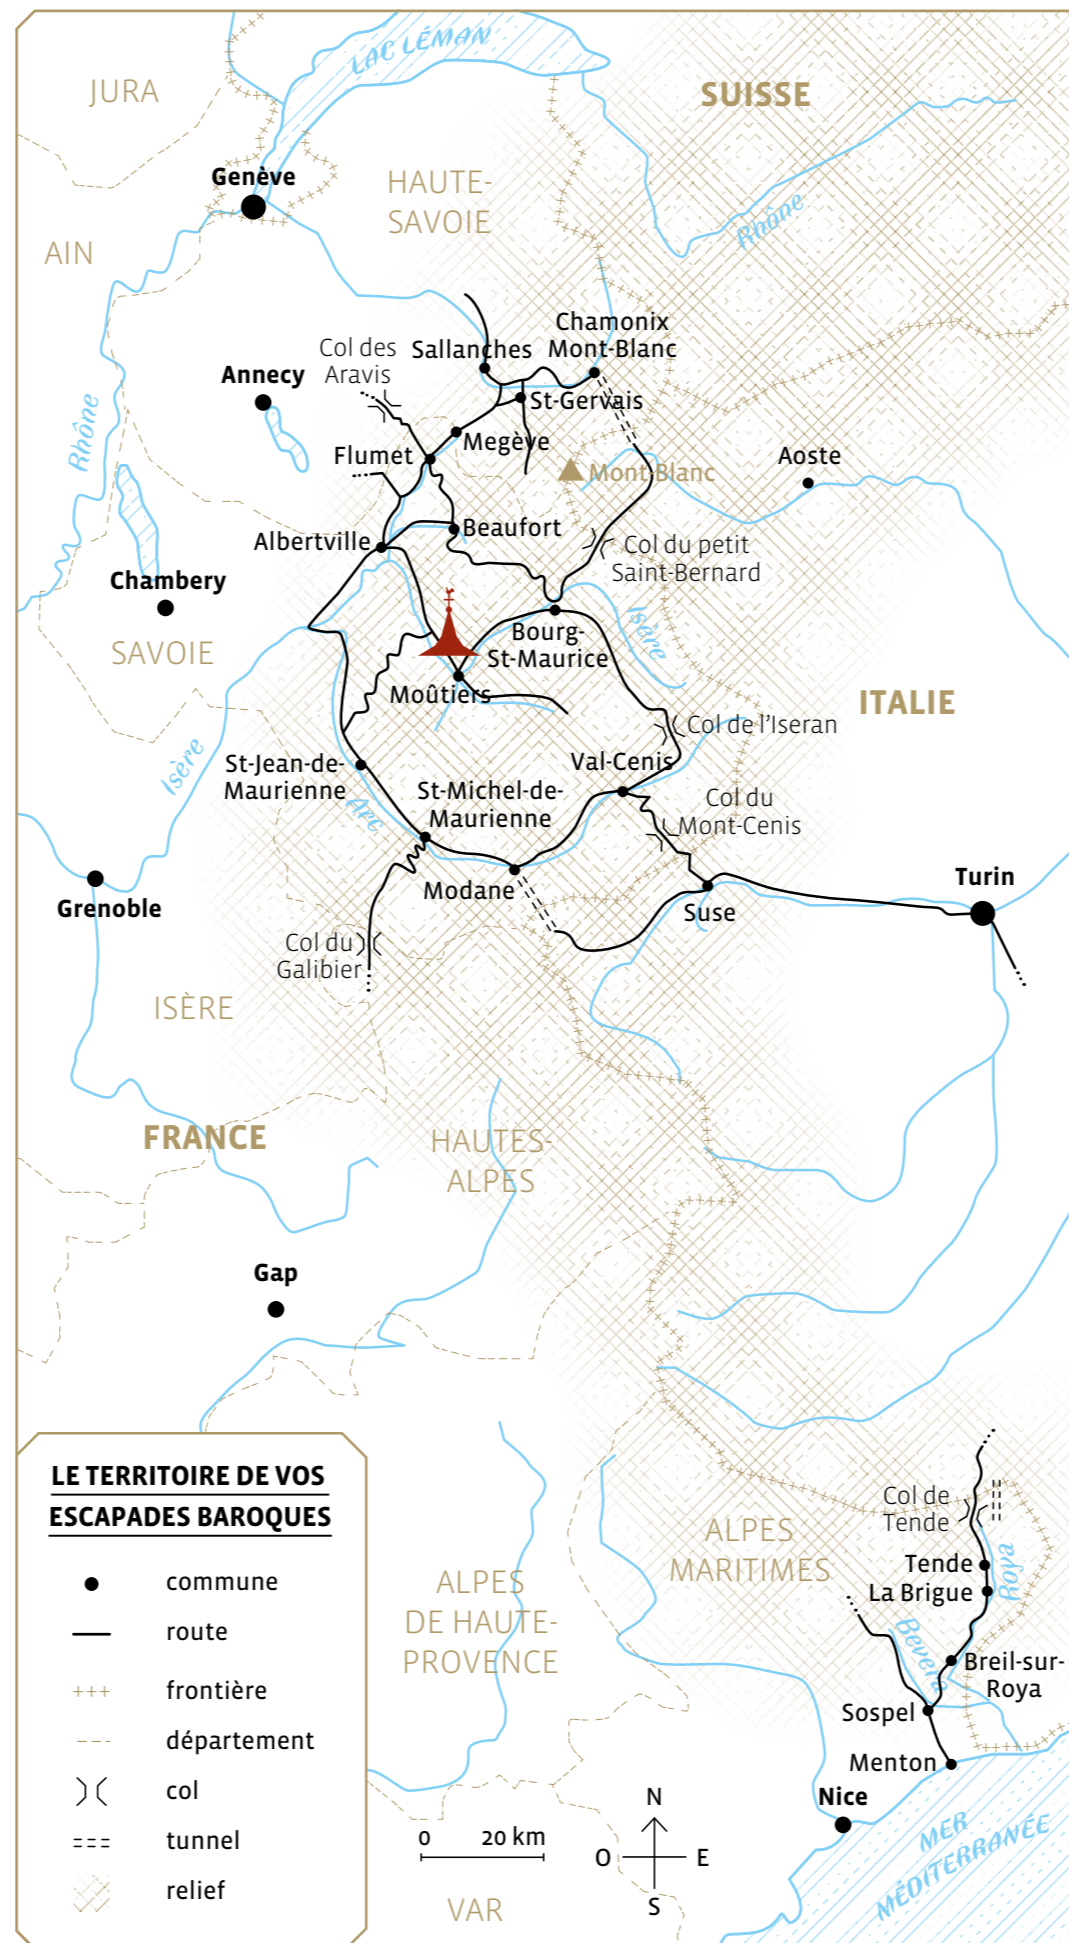 LAC LÉMAN
JURA
SUISSE
Genève
HAUTE-
SAVOIE
Rhône
AIN
Chamonix
Mont-Blanc
Col des
Aravis
Sallanches
Annecy
St-Gervais
Rhône
Megève
Flumet
Aoste
Mont-Blanc
Beaufort
Albertville
Col du petit
Saint-Bernard
Chambery
Isère
Bourg-
St-Maurice
SAVOIE
Moûtiers
ITALIE
Col de l'Iseran
Isère
St-Jean-de-
Maurienne
Val-Cenis
Arc
St-Michel-de-
Maurienne
Col du
Mont-Cenis
Modane
Turin
Grenoble
Suse
Col du
Galibier
ISÈRE
FRANCE
HAUTES-
ALPES
Gap
LE TERRITOIRE DE VOS
ESCAPADES BAROQUES
commune
route
frontière
département
col
tunnel
relief
Col de
Tende
ALPES
MARITIMES
Tende
La Brigue
Roya
ALPES
DE HAUTE-
PROVENCE
Bevera
Breil-sur-
Roya
Sospel
Menton
Nice
MER
MÉDITERRANÉE
0 20 km
N
O E
S
VAR